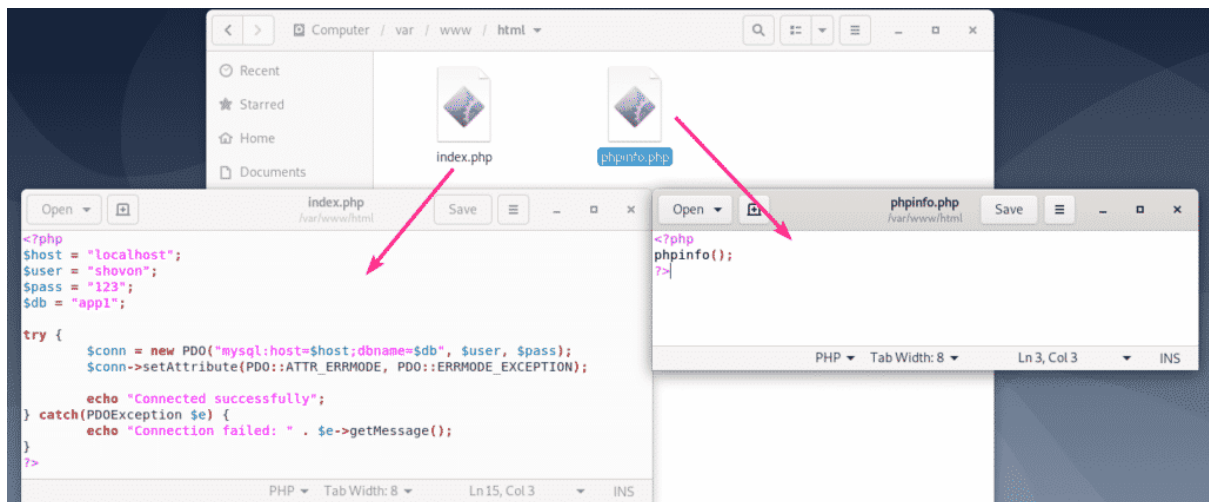 Computer / var / www / html
Recent
Starred
Home
Documents
index.php
phpinfo.php
Open
index.php
/var/www/html
Save
<?php
$host = "localhost";
$user = "shovon";
$pass = "123";
$db = "app1";
try {
$conn = new PDO("mysql:host=$host;dbname=$db", $user, $pass);
$conn->setAttribute(PDO::ATTR_ERRMODE, PDO::ERRMODE_EXCEPTION);
echo "Connected successfully";
} catch(PDOException $e) {
echo "Connection failed: " . $e->getMessage();
}
?>
PHP Tab Width: 8 Ln 15, Col 3 INS
Open
phpinfo.php
/var/www/html
Save
<?php
phpinfo();
?>
PHP Tab Width: 8 Ln 3, Col 3 INS